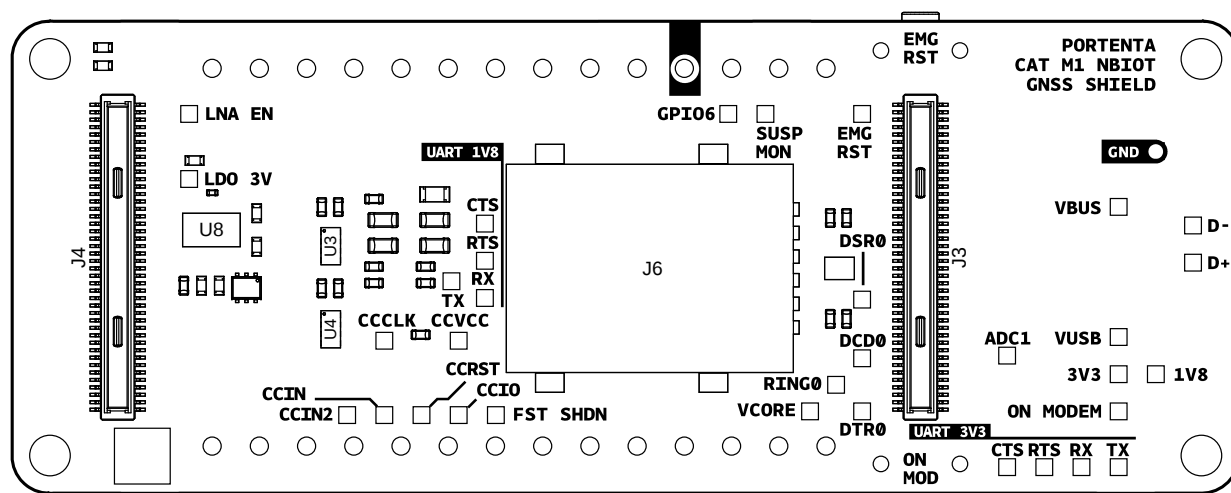 EMG
RST
PORTENTA
CAT M1 NBIOT
GNSS SHIELD
LNA EN
GPIO6
SUSP
MON
EMG
RST
UART 1V8
GND
LDO 3V
CTS
VBUS
U8
D-
RTS
DSR0
U3
J4
J6
J3
D+
RX
TX
CCCLK
CCVCC
U4
DCD0
ADC1
VUSB
CCRST
3V3
1V8
CCIN
CCIO
RING0
CCIN2
FST SHDN
VCORE
ON MODEM
DTR0
UART 3V3
ON
MOD
CTS
RTS
RX
TX